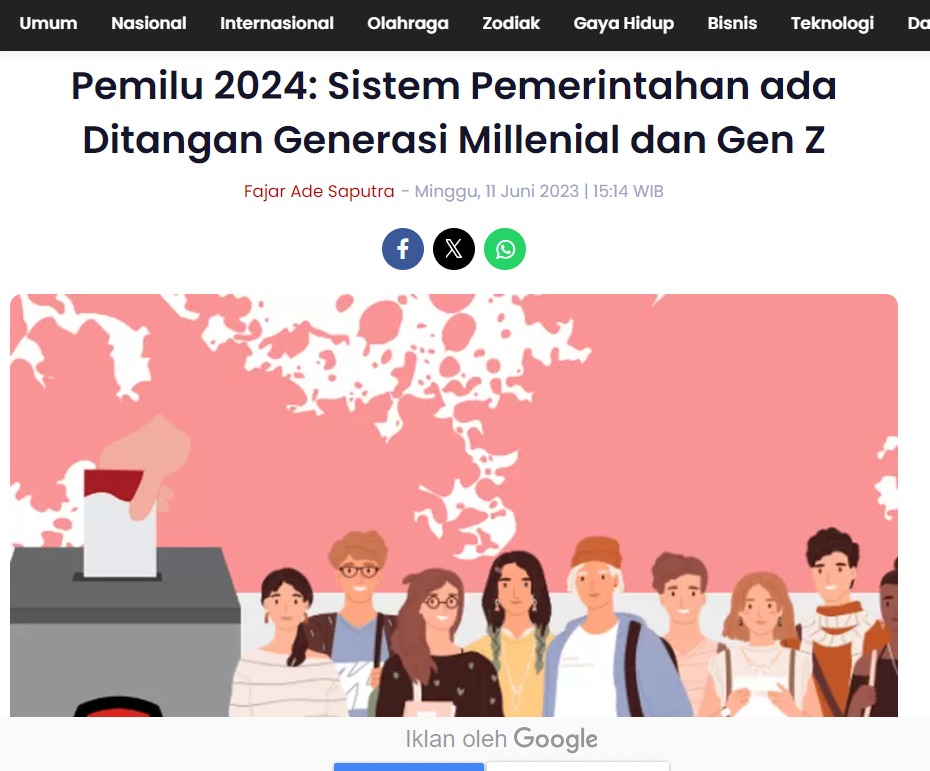 Umum Nasional Internasional Olahraga Zodiak Gaya Hidup Bisnis Teknologi
Pemilu 2024: Sistem Pemerintahan ada
Ditangan Generasi Millenial dan Gen Z
Fajar Ade Saputra - Minggu, 11 Juni 2023 | 15:14 WIB
Iklan oleh Google